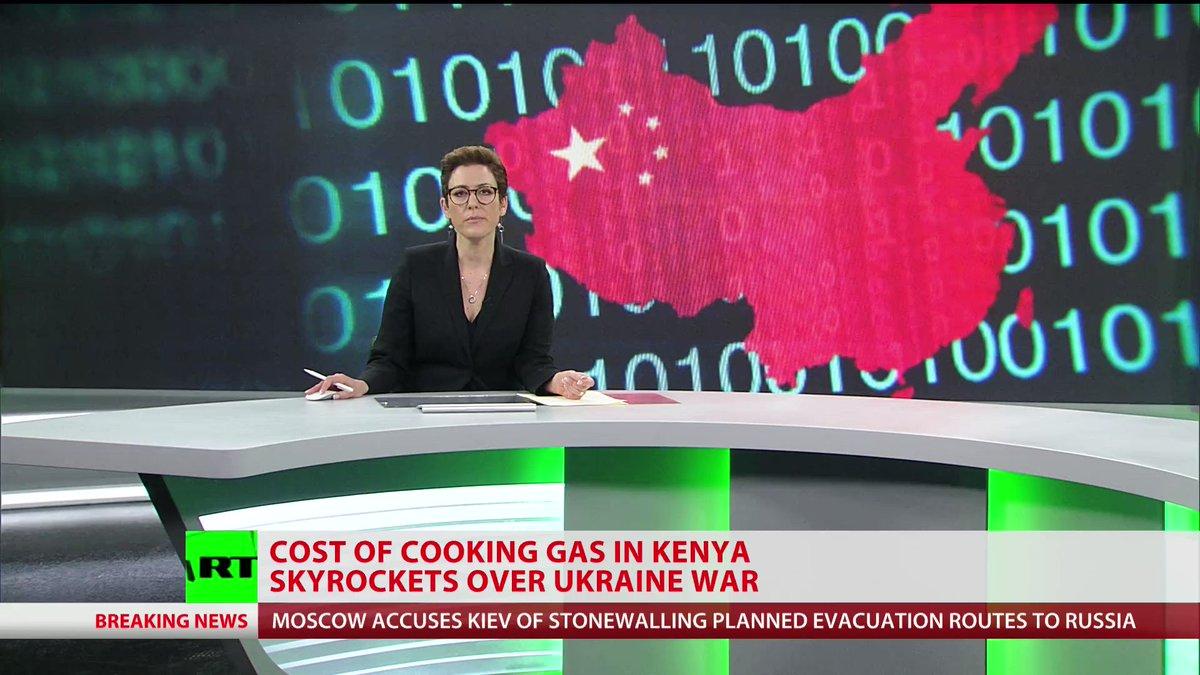 RT
COST OF COOKING GAS IN KENYA
SKYROCKETS OVER UKRAINE WAR
BREAKING NEWS
MOSCOW ACCUSES KIEV OF STONEWALLING PLANNED EVACUATION ROUTES TO RUSSIA